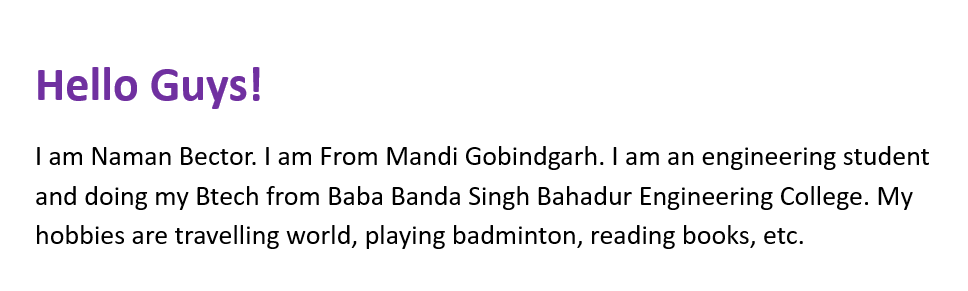 Hello Guys!
I am Naman Bector. I am From Mandi Gobindgarh. I am an engineering student
and doing my Btech from Baba Banda Singh Bahadur Engineering College. My
hobbies are travelling world, playing badminton, reading books, etc.